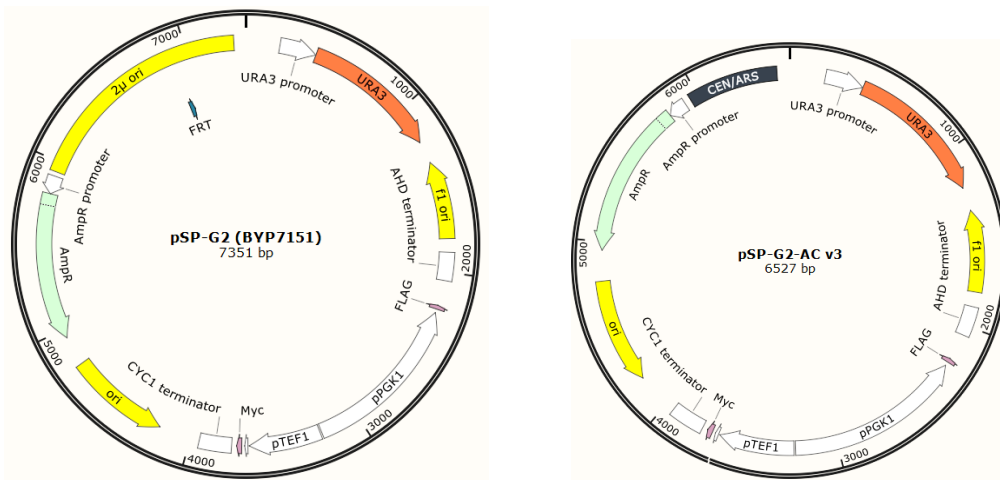 7000
2µ ori
FRT
URA3 promoter
URA3
1000
6000
AmpR promoter
AmpR
AHD terminator
f1 ori
pSP-G2 (BYP7151)
7351 bp
2000
FLAG
5000
ori
CYC1 terminator
Myc
pPGK1
3000
pTEF1
4000
6000
CEN/ARS
URA3 promoter
URA3
1000
AmpR promoter
AmpR
AHD terminator
f1 ori
5000
pSP-G2-AC v3
6527 bp
2000
FLAG
ori
CYC1 terminator
Myc
4000
pTEF1
pPGK1
3000